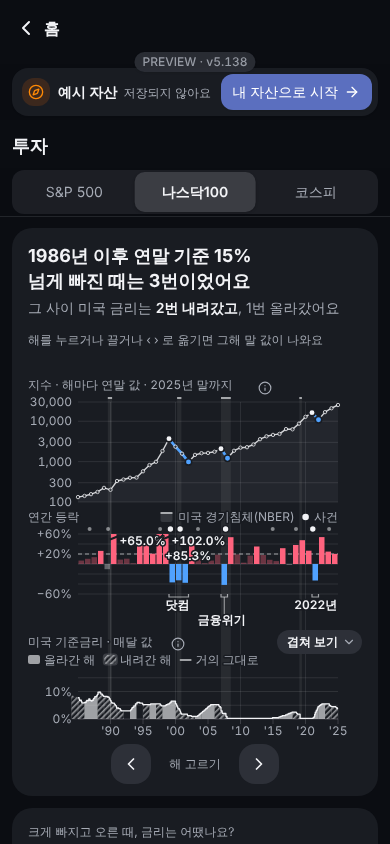 홈
PREVIEW · v5.138
예시 자산 저장되지 않아요 내 자산으로 시작
투자
S&P 500 나스닥100 코스피
1986년 이후 연말 기준 15%
넘게 빠진 때는 3번이었어요
그 사이 미국 금리는 2번 내려갔고, 1번 올라갔어요
해를 누르거나 끌거나 ‹ › 로 옮기면 그해 말 값이 나와요
지수 · 해마다 연말 값 · 2025년 말까지
30,000
10,000
3,000
1,000
300
100
연간 등락 미국 경기침체(NBER) 사건
+60%
+65.0% +102.0%
+20%
+85.3%
−60%
닷컴 2022년
금융위기
미국 기준금리 · 매달 값 겹쳐 보기
올라간 해 내려간 해 거의 그대로
10%
0%
'90 '95 '00 '05 '10 '15 '20 '25
해 고르기
크게 빠지고 오른 때, 금리는 어땠나요?